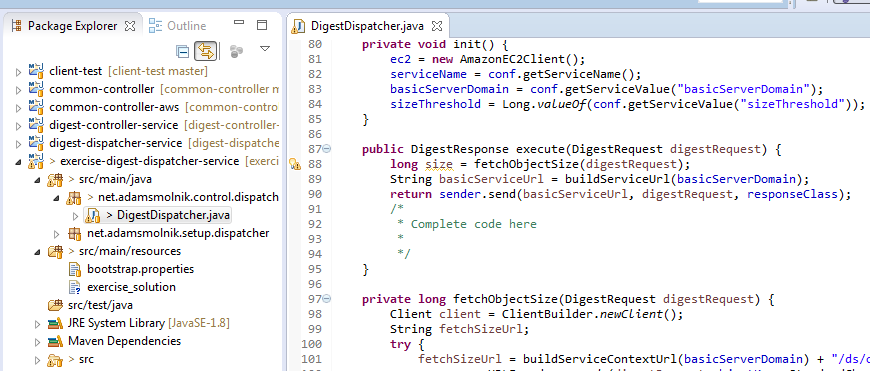 Package Explorer
Outline
client-test [client-test master]
common-controller [common-controller m
common-controller-aws [common-controller
digest-controller-service [digest-controller-
digest-dispatcher-service [digest-dispatche
> exercise-digest-dispatcher-service [exerci
> src/main/java
> net.adamsmolnik.control.dispatch
> DigestDispatcher.java
net.adamsmolnik.setup.dispatcher
> src/main/resources
bootstrap.properties
exercise_solution
src/test/java
JRE System Library [JavaSE-1.8]
Maven Dependencies
> src
DigestDispatcher.java
80 private void init() {
81 ec2 = new AmazonEC2Client();
82 serviceName = conf.getServiceName();
83 basicServerDomain = conf.getServiceValue("basicServerDomain");
84 sizeThreshold = Long.valueOf(conf.getServiceValue("sizeThreshold"));
85 }
86
87 public DigestResponse execute(DigestRequest digestRequest) {
88 long size = fetchObjectSize(digestRequest);
89 String basicServiceUrl = buildServiceUrl(basicServerDomain);
90 return sender.send(basicServiceUrl, digestRequest, responseClass);
91 /*
92 * Complete code here
93 *
94 */
95 }
96
97 private long fetchObjectSize(DigestRequest digestRequest) {
98 Client client = ClientBuilder.newClient();
99 String fetchSizeUrl;
100 try {
101 fetchSizeUrl = buildServiceContextUrl(basicServerDomain) + "/ds/